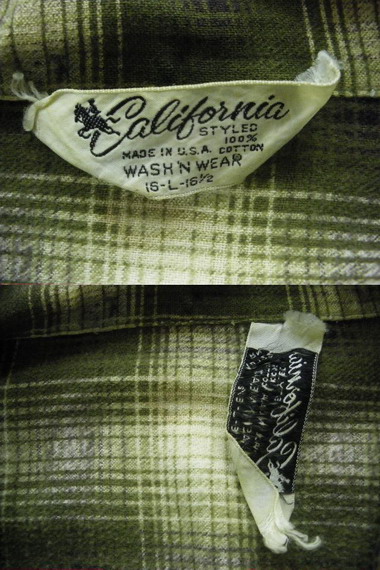 California
STYLED
100%
MADE IN U.S.A. COTTON
WASH'N WEAR
16-L-16½